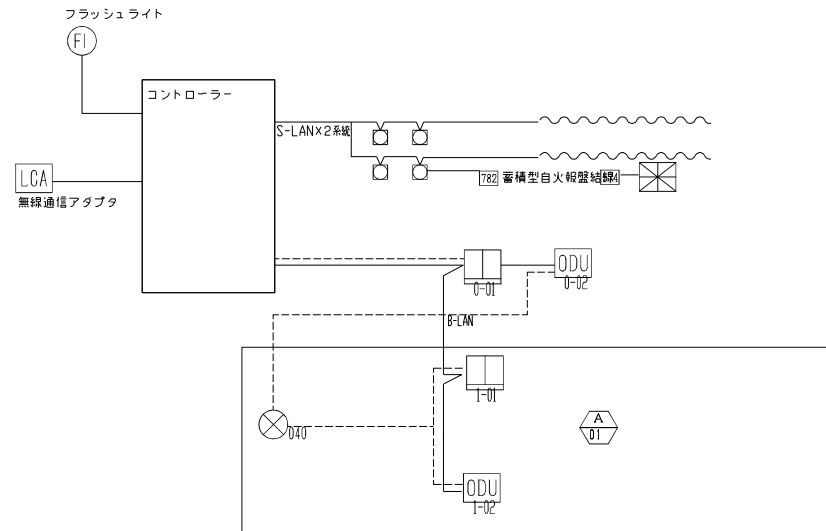 フラッシュライト
FI
コントローラー
S-LAN×2系統
LCA
無線通信アダプタ
782
蓄積型自火報盤結線
ODU
0-01
0-02
B-LAN
1-01
040
A
01
ODU
1-02